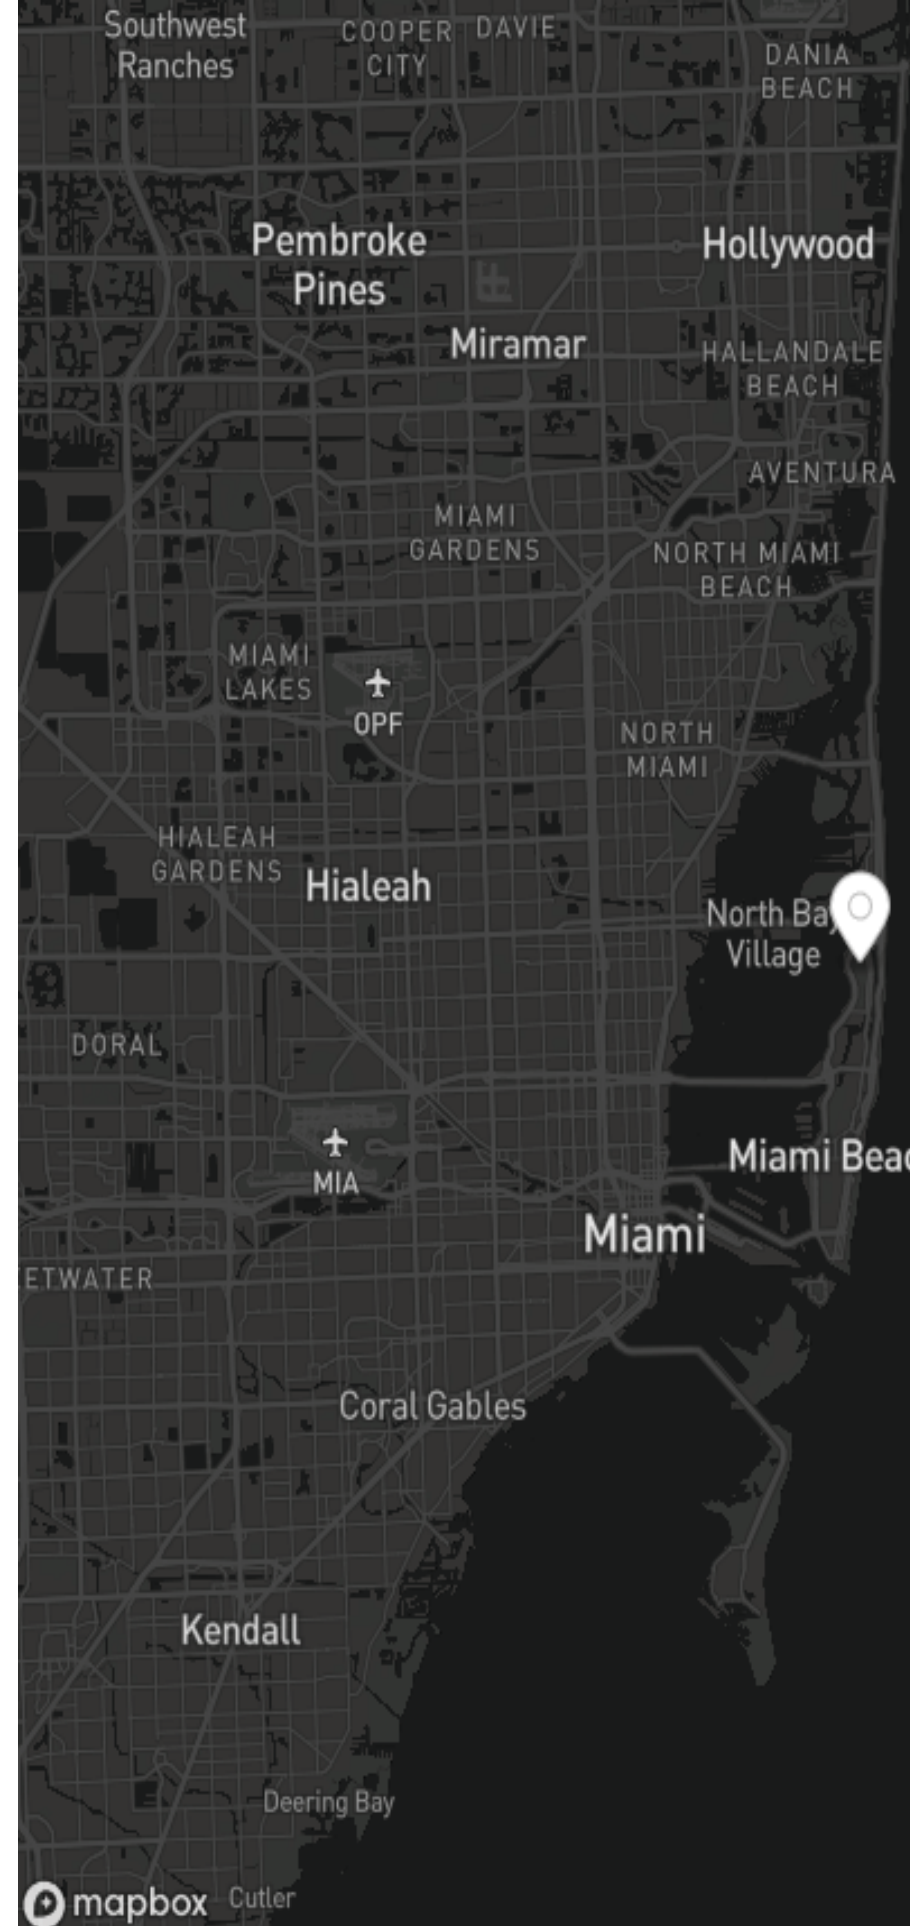 Southwest
Ranches
COOPER
CITY
DAVIE
DANIA
BEACH
Pembroke
Pines
Hollywood
Miramar
HALLANDALE
BEACH
AVENTURA
MIAMI
GARDENS
NORTH MIAMI
BEACH
MIAMI
LAKES
OPF
NORTH
MIAMI
HIALEAH
GARDENS
Hialeah
North Bay
Village
DORAL
MIA
Miami Beac
Miami
ETWATER
Coral Gables
Kendall
Deering Bay
mapbox
Cutler